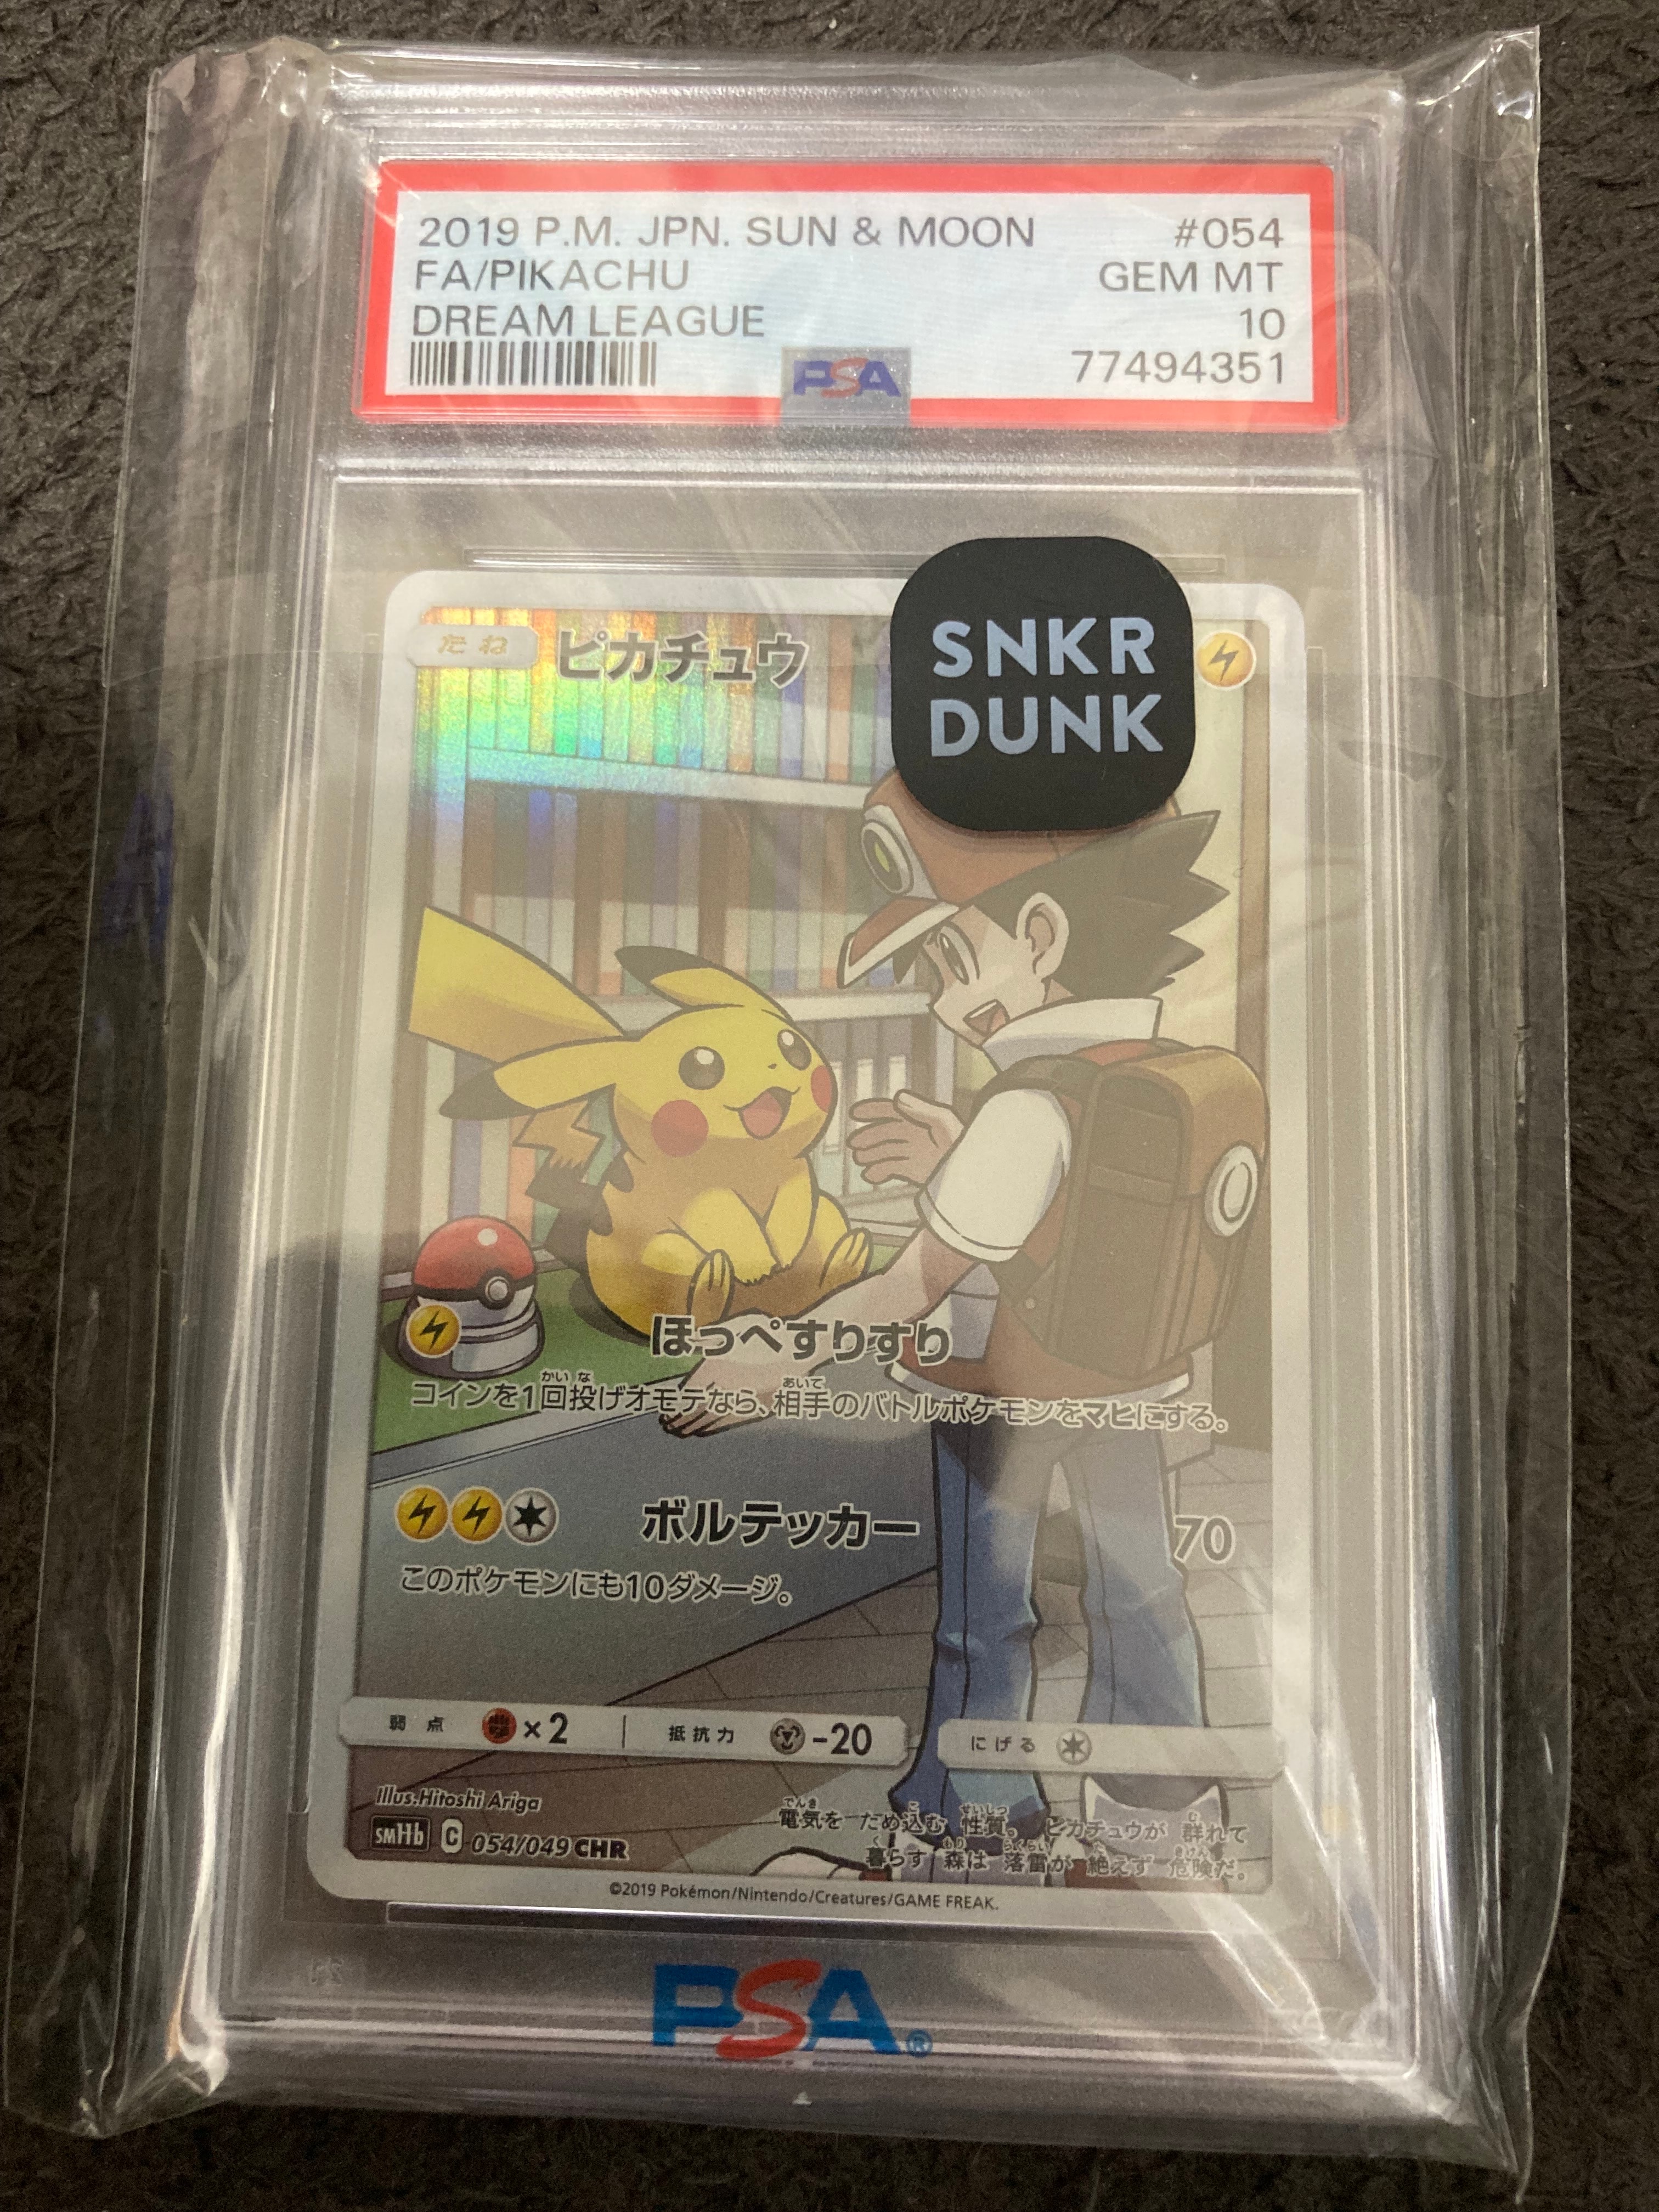 2019 P.M. JPN. SUN & MOON #054
FA/PIKACHU GEM MT
DREAM LEAGUE 10
77494351
PSA
SNKR
DUNK
たね ピカチュウ
ほっぺすりすり
コインを1回投げオモテなら、相手のバトルポケモンをマヒにする。
ボルテッカー 70
このポケモンにも10ダメージ。
弱点 ×2 抵抗力 -20 にげる
Illus.Hitoshi Ariga
電気を ため込む 性質。 ピカチュウが 群れて
暮らす 森は 落雷が 絶えず 危険だ。
SM11b C 054/049 CHR
©2019 Pokémon/Nintendo/Creatures/GAME FREAK.
PSA®